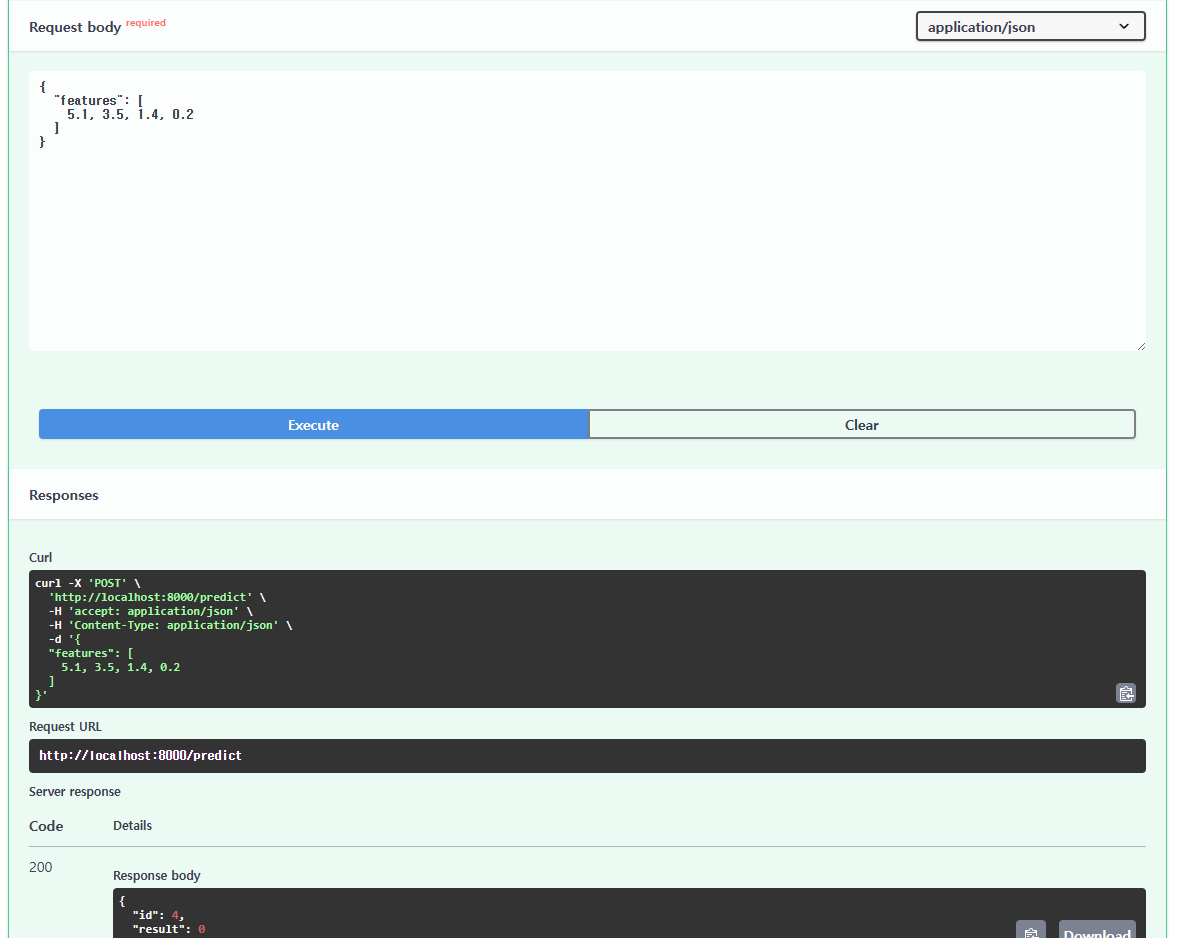 Request body required
application/json
{
  "features": [
    5.1, 3.5, 1.4, 0.2
  ]
}
Execute
Clear
Responses
Curl
curl -X 'POST' \
  'http://localhost:8000/predict' \
  -H 'accept: application/json' \
  -H 'Content-Type: application/json' \
  -d '{
  "features": [
    5.1, 3.5, 1.4, 0.2
  ]
}'
Request URL
http://localhost:8000/predict
Server response
Code
Details
200
Response body
{
  "id": 4,
  "result": 0
Download